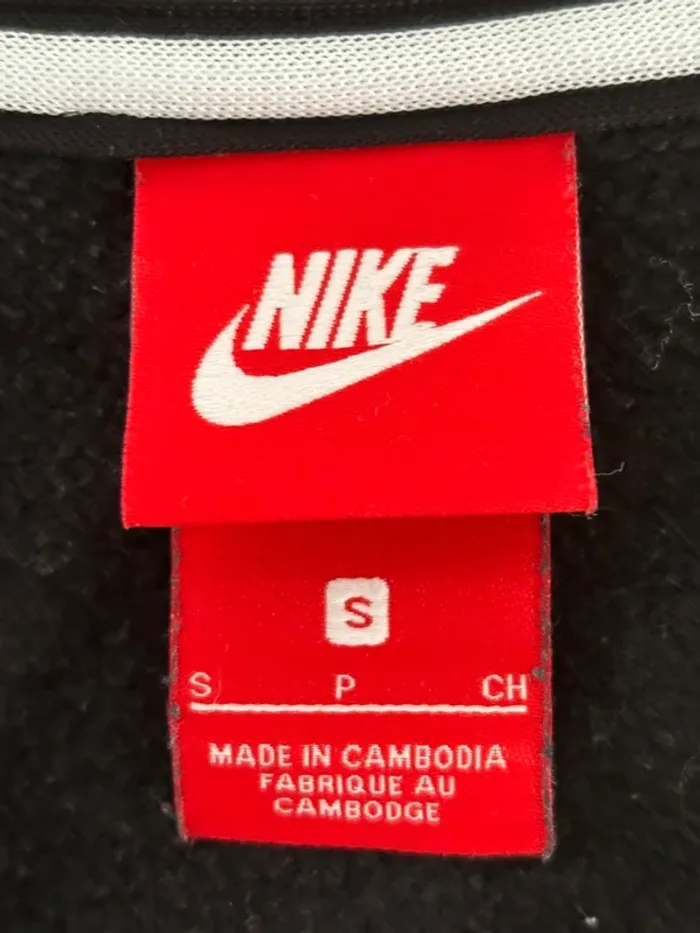 NIKE
S
S P CH
MADE IN CAMBODIA
FABRIQUE AU
CAMBODGE